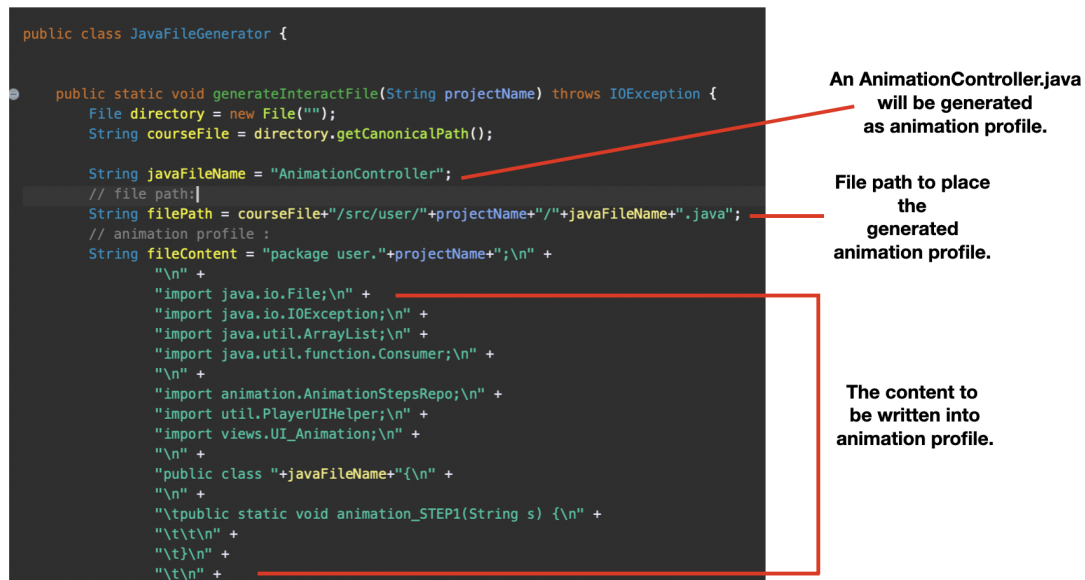 public class JavaFileGenerator {
public static void generateInteractFile(String projectName) throws IOException {
File directory = new File("");
String courseFile = directory.getCanonicalPath();
String javaFileName = "AnimationController";
// file path:
String filePath = courseFile+"/src/user/"+projectName+"/"+javaFileName+".java";
// animation profile :
String fileContent = "package user."+projectName+";\n" +
"\n" +
"import java.io.File;\n" +
"import java.io.IOException;\n" +
"import java.util.ArrayList;\n" +
"import java.util.function.Consumer;\n" +
"\n" +
"import animation.AnimationStepsRepo;\n" +
"import util.PlayerUIHelper;\n" +
"import views.UI_Animation;\n" +
"\n" +
"public class "+javaFileName+"{\n" +
"\n" +
"\tpublic static void animation_STEP1(String s) {\n" +
"\t\t\n" +
"\t}\n" +
"\t\n" +
An AnimationController.java
will be generated
as animation profile.
File path to place
the
generated
animation profile.
The content to
be written into
animation profile.